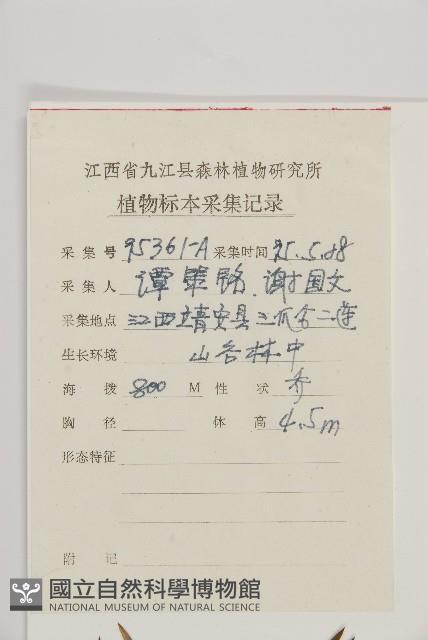 江西省九江县森林植物研究所
植物标本采集记录
采集号 95361-A 采集时间 95.5.28
采集人 谭策铭、谢国文
采集地点 江西靖安县三爪仑二连
生长环境 山谷林中
海拨 800 M 性状 乔
胸径 体高 4.5m
形态特征
附记
國立自然科學博物館
NATIONAL MUSEUM OF NATURAL SCIENCE